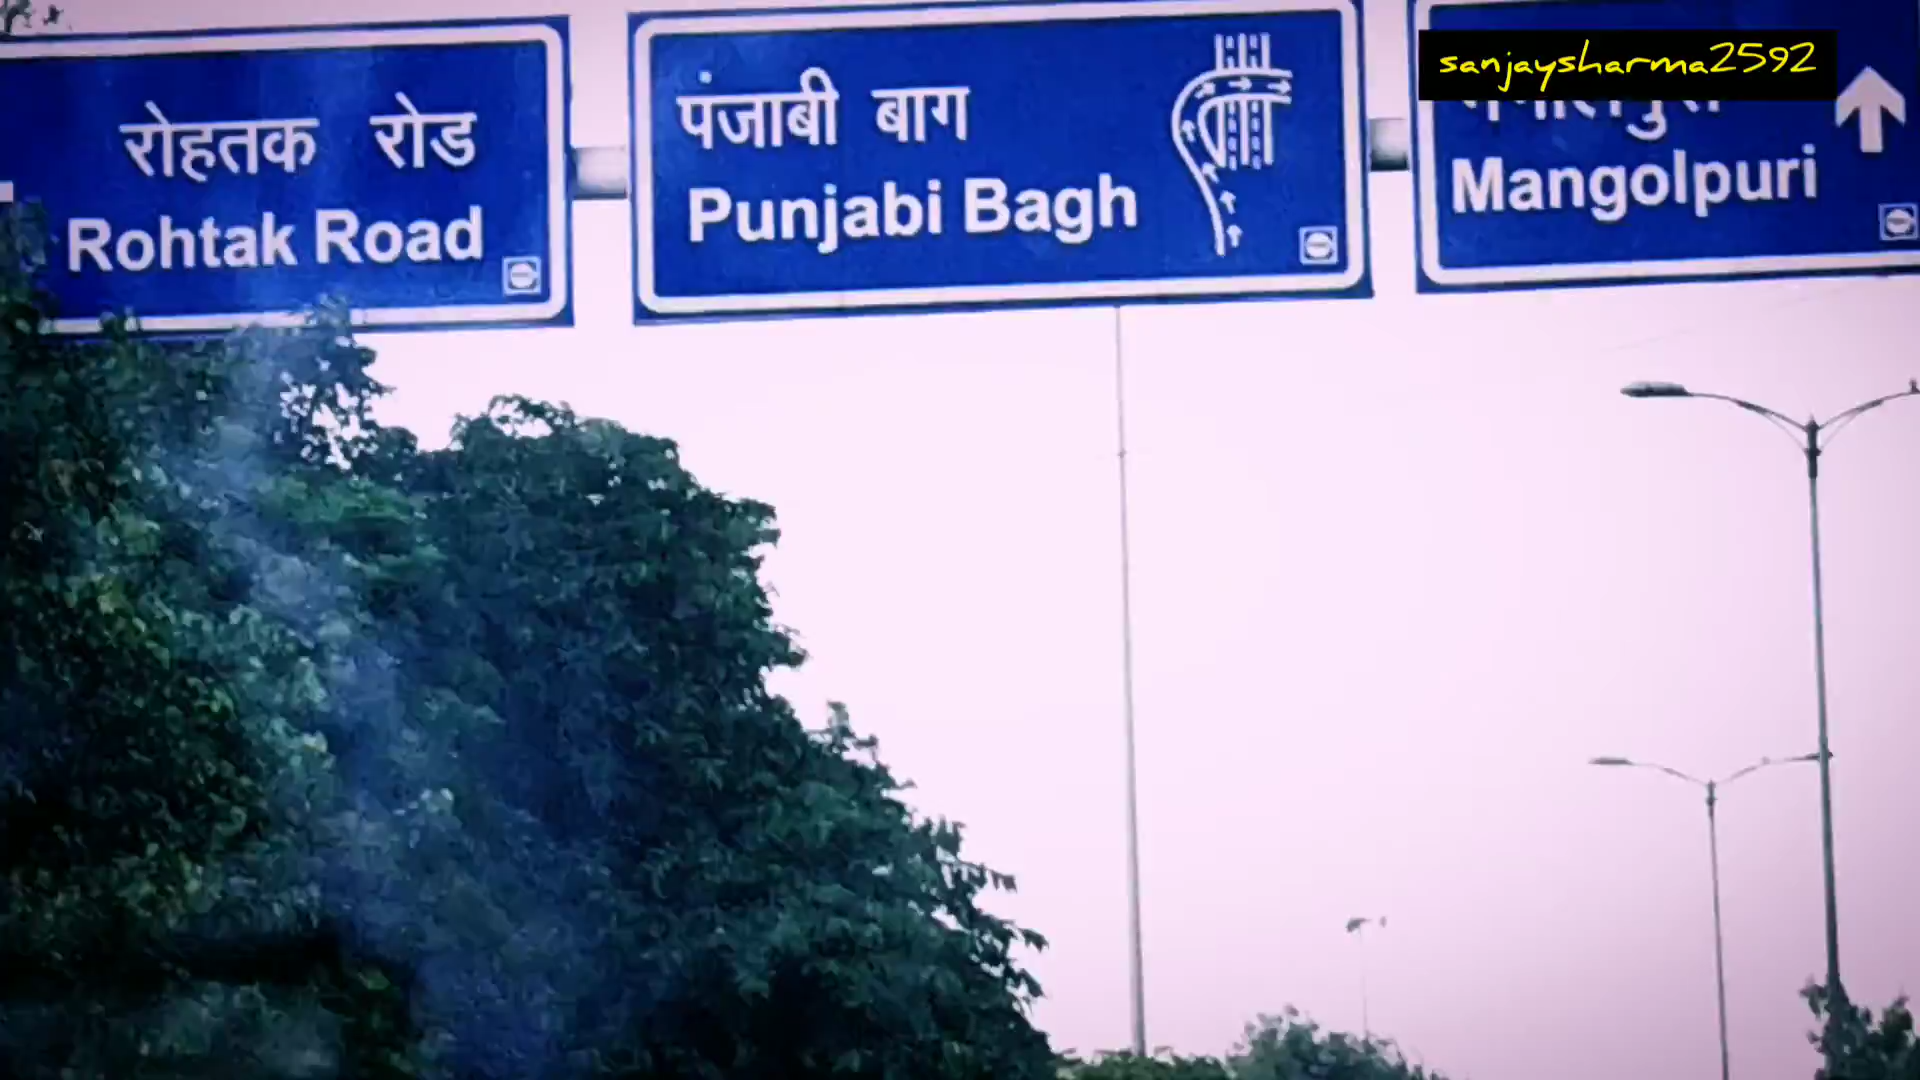 रोहतक रोड
Rohtak Road
पंजाबी बाग
Punjabi Bagh
sanjaysharma2592
Mangolpuri